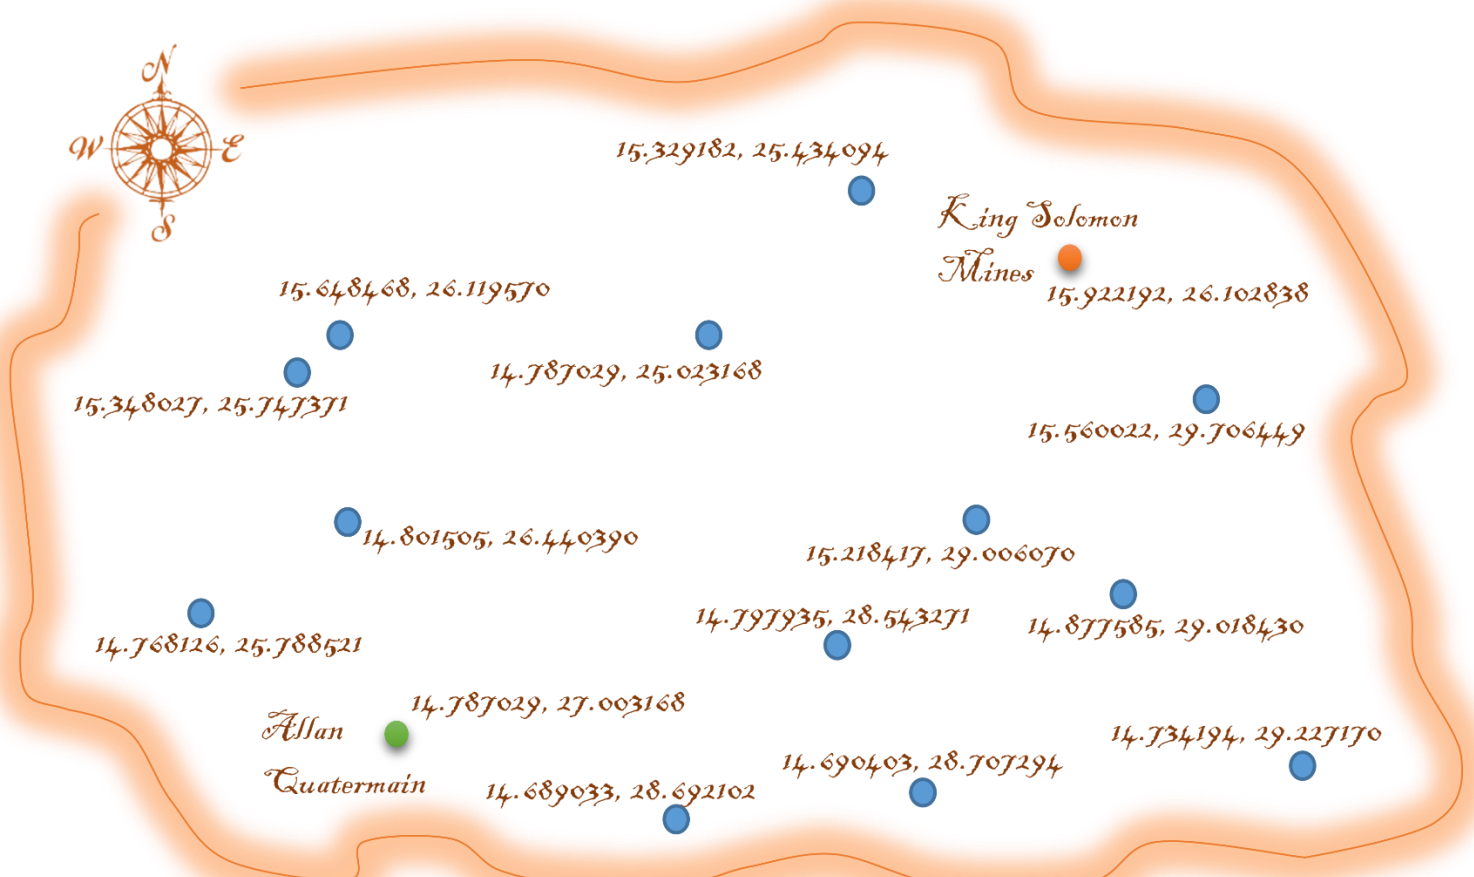 N
W E
S
15.329182, 25.434094
King Solomon
Mines
15.922192, 26.102838
15.648468, 26.119570
14.787029, 25.023168
15.348027, 25.747371
15.560022, 29.706449
14.801505, 26.440390
15.218417, 29.006070
14.797935, 28.543271
14.877585, 29.018430
14.768126, 25.788521
14.787029, 27.003168
Allan
Quatermain
14.734194, 29.227170
14.690403, 28.707294
14.689033, 28.692102